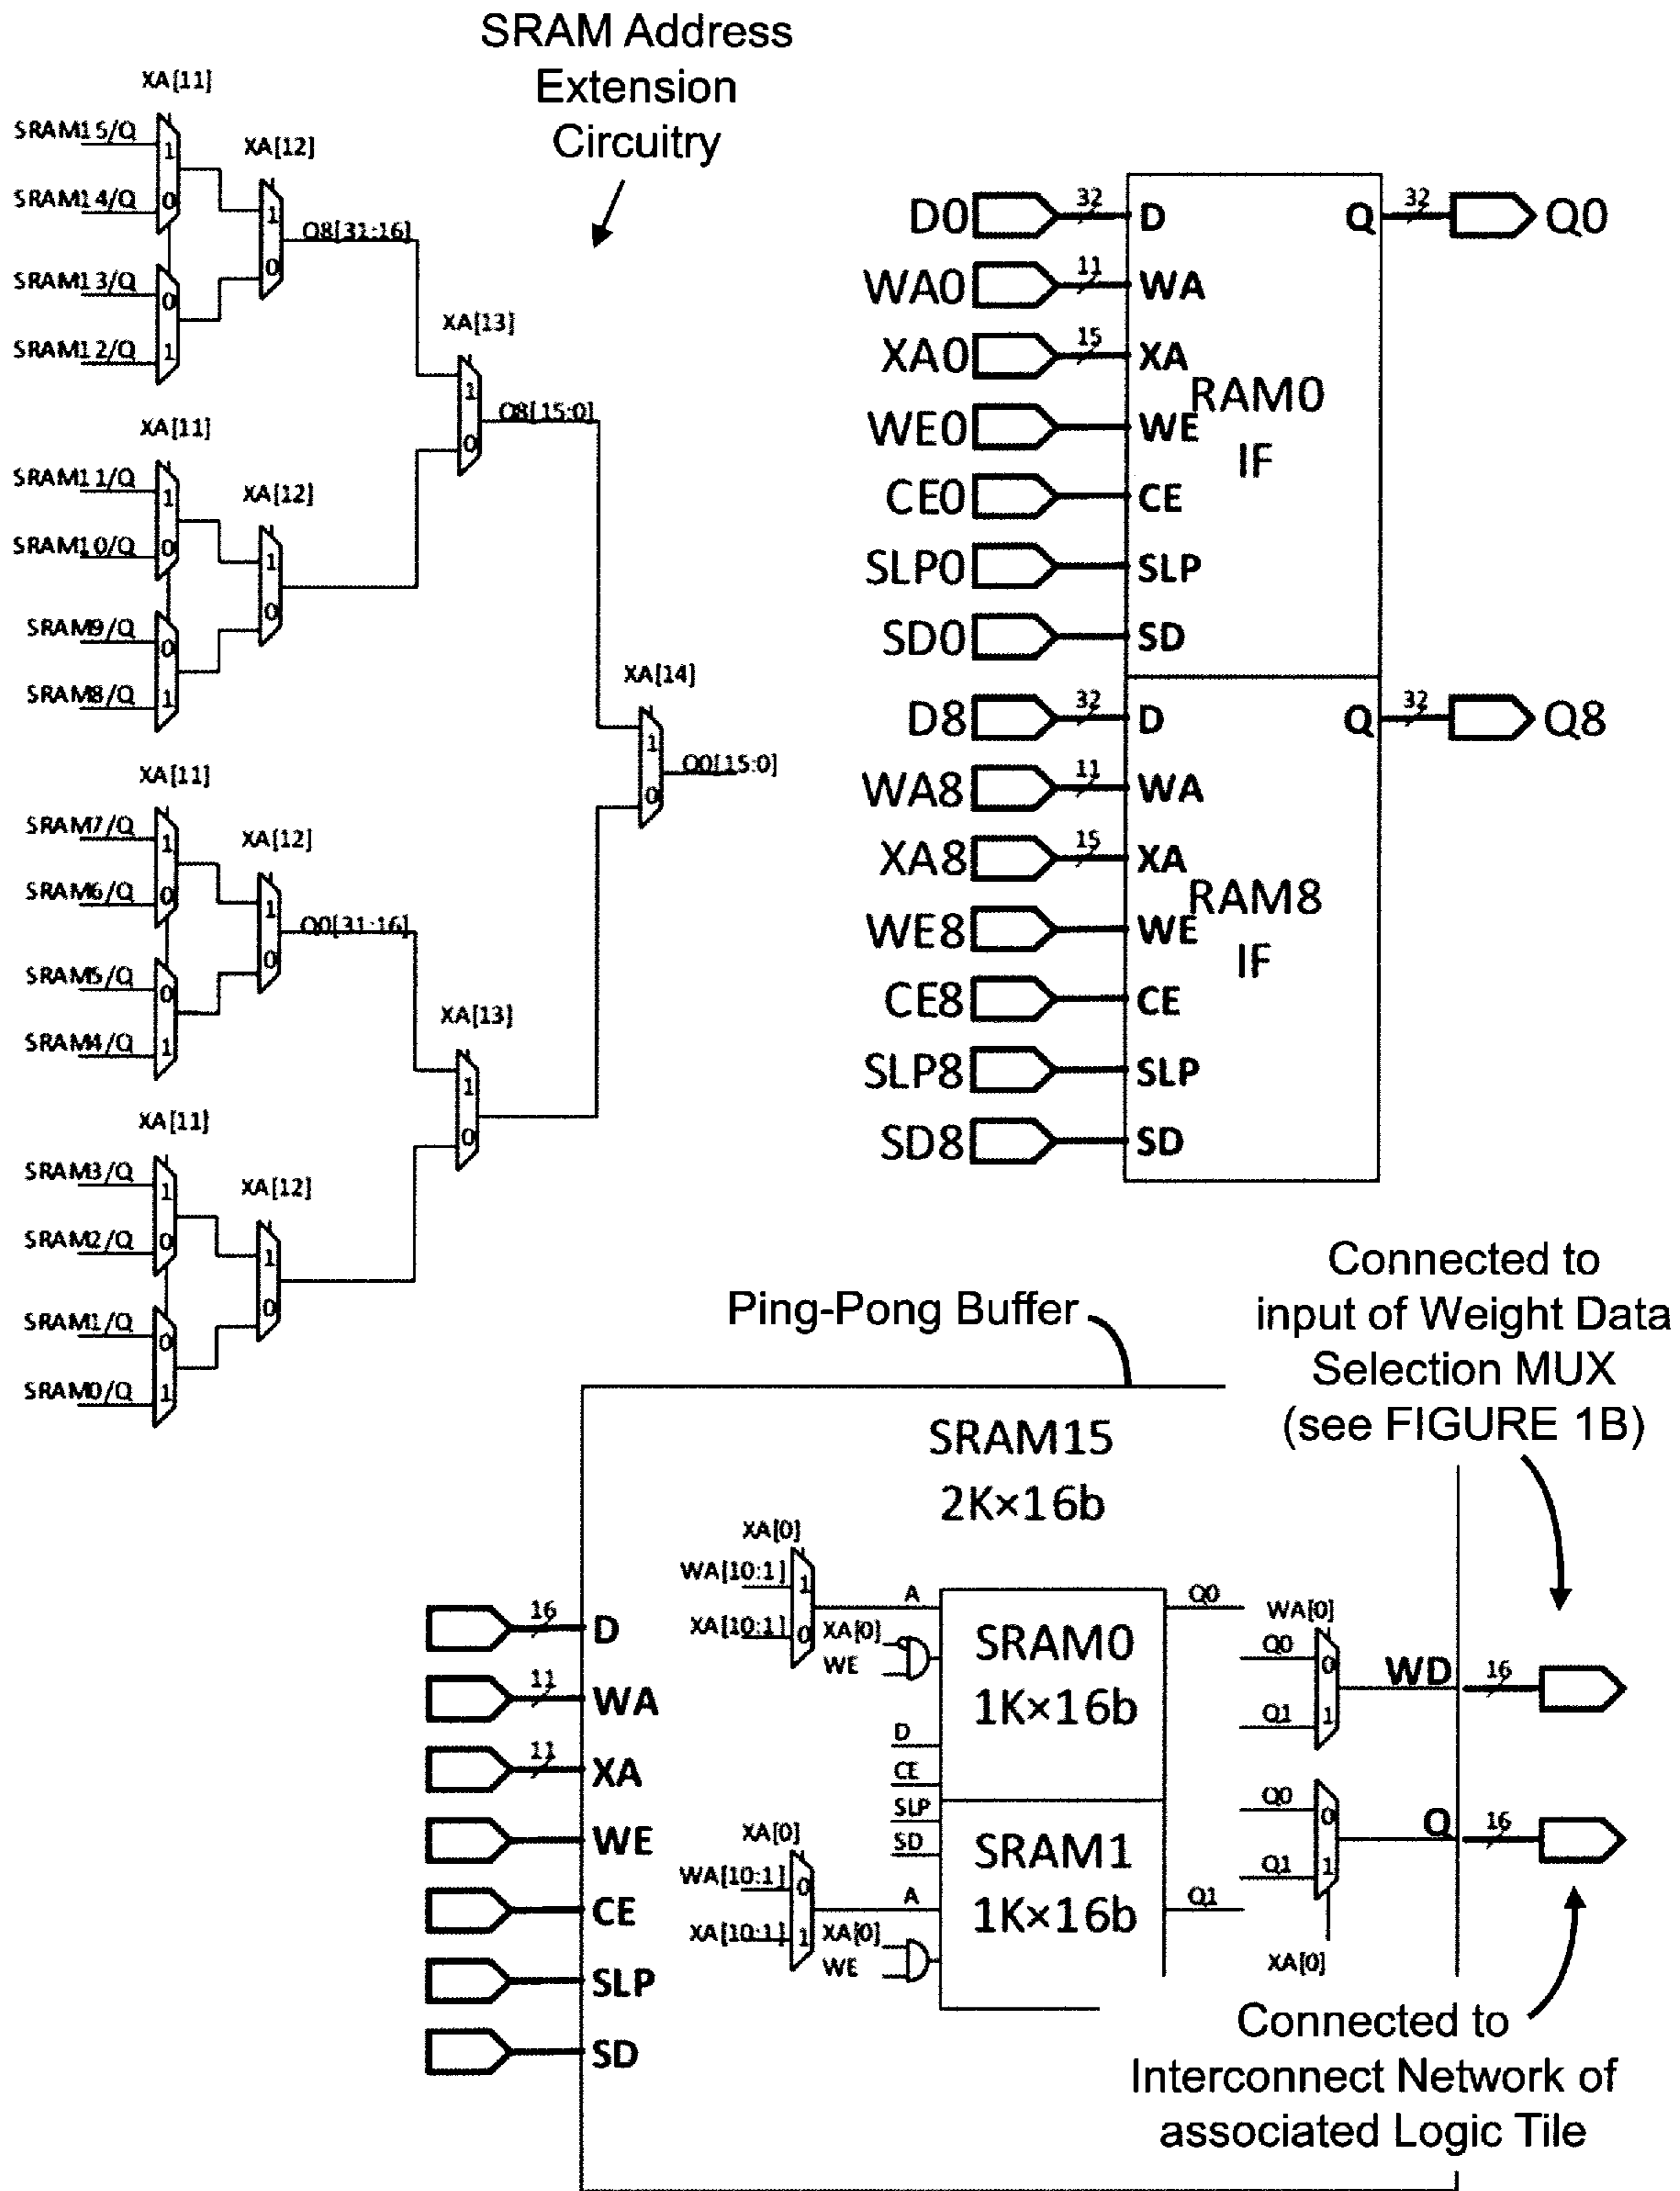 SRAM Address
Extension
Circuitry
XA[11]
SRAM15/Q
1
XA[12]
SRAM14/Q
0
1
Q8[31:16]
SRAM13/Q
0
0
SRAM12/Q
1
XA[13]
1
Q8[15:0]
0
XA[11]
SRAM11/Q
1
XA[12]
SRAM10/Q
0
1
0
SRAM9/Q
0
SRAM8/Q
1
XA[14]
1
Q0[15:0]
0
XA[11]
SRAM7/Q
1
XA[12]
SRAM6/Q
0
1
Q0[31:16]
0
SRAM5/Q
0
SRAM4/Q
1
XA[13]
1
0
XA[11]
SRAM3/Q
1
XA[12]
SRAM2/Q
0
1
0
SRAM1/Q
0
SRAM0/Q
1
D0 32 D Q 32 Q0
WA0 11 WA
XA0 15 XA
RAM0
WE0 WE
IF
CE0 CE
SLP0 SLP
SD0 SD
D8 32 D Q 32 Q8
WA8 11 WA
XA8 15 XA
RAM8
WE8 WE
IF
CE8 CE
SLP8 SLP
SD8 SD
Ping-Pong Buffer
Connected to
input of Weight Data
Selection MUX
(see FIGURE 1B)
SRAM15
2K×16b
16 D
11 WA
11 XA
WE
CE
SLP
SD
XA[0]
WA[10:1] 1
XA[10:1] 0
A
XA[0]
WE
SRAM0
1K×16b
D
CE
SLP
SD
SRAM1
1K×16b
XA[0]
WA[10:1] 0
XA[10:1] 1
A
XA[0]
WE
Q0
Q1
WA[0]
Q0 0
Q1 1
WD 16
Q0 0
Q1 1
Q 16
XA[0]
Connected to
Interconnect Network of
associated Logic Tile